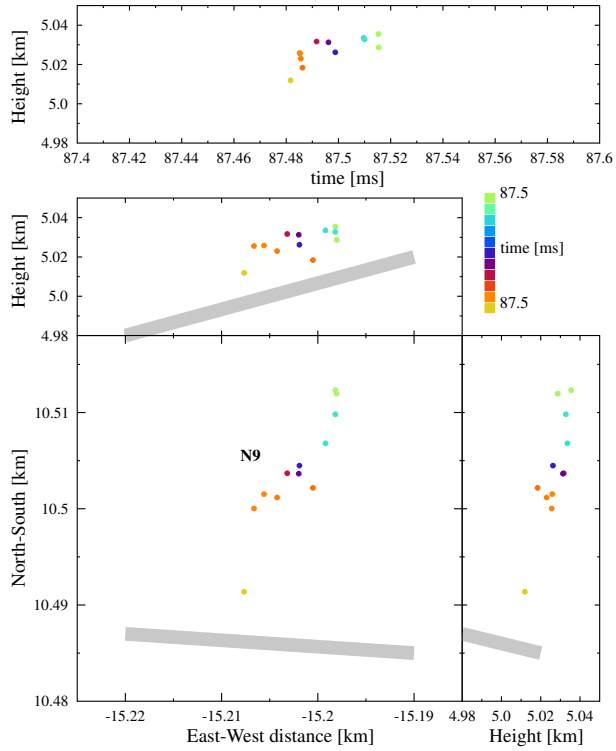 5.04
5.02
5.0
4.98
Height [km]
87.4 87.42 87.44 87.46 87.48 87.5 87.52 87.54 87.56 87.58 87.6
time [ms]
5.04
5.02
5.0
4.98
Height [km]
87.5
time [ms]
87.5
10.51
10.5
10.49
10.48
North-South [km]
N9
-15.22 -15.21 -15.2 -15.19
East-West distance [km]
4.98 5.0 5.02 5.04
Height [km]